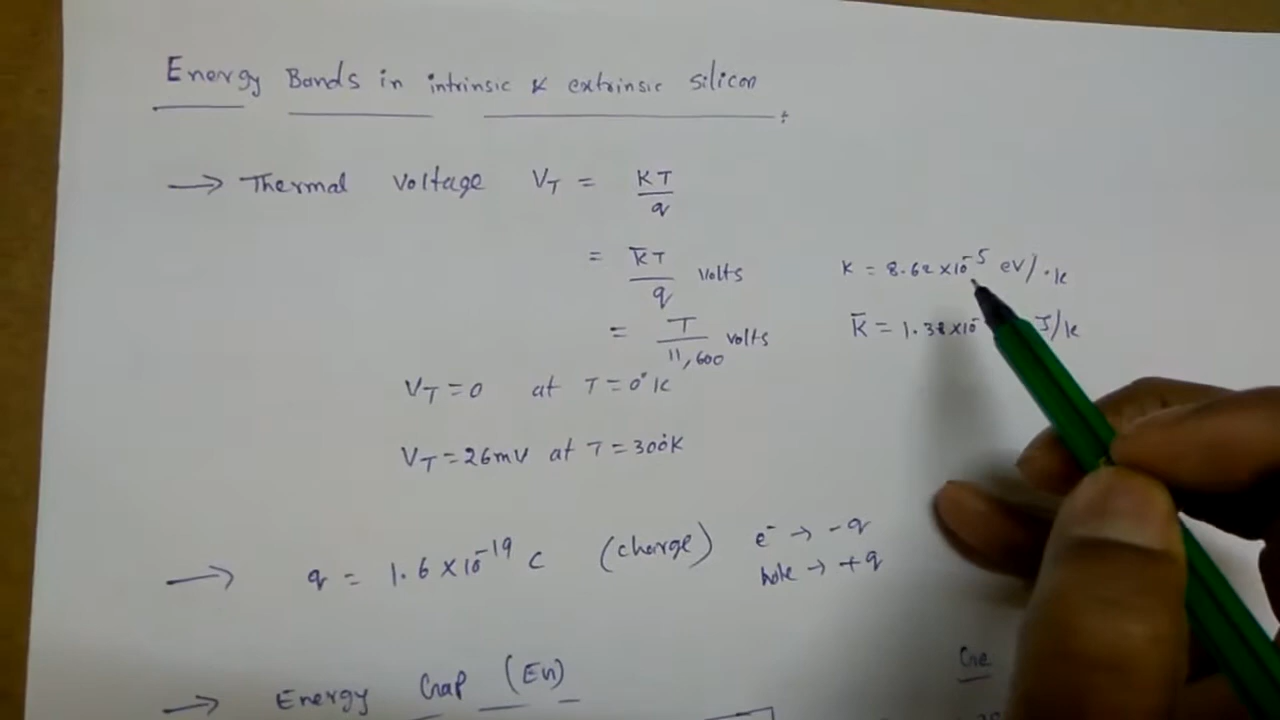 Energy Bands in intrinsic & extrinsic silicon :
→ Thermal Voltage V_T = KT/q
= K̅T/q volts
K = 8.62×10⁻⁵ eV/°k
= T/11,600 volts
K̅ = 1.38×10⁻ J/k
V_T = 0 at T = 0°K
V_T = 26mV at T = 300°K
→ q = 1.6×10⁻¹⁹ C (charge)
e⁻ → -q
hole → +q
→ Energy Gap (EG)
Ge